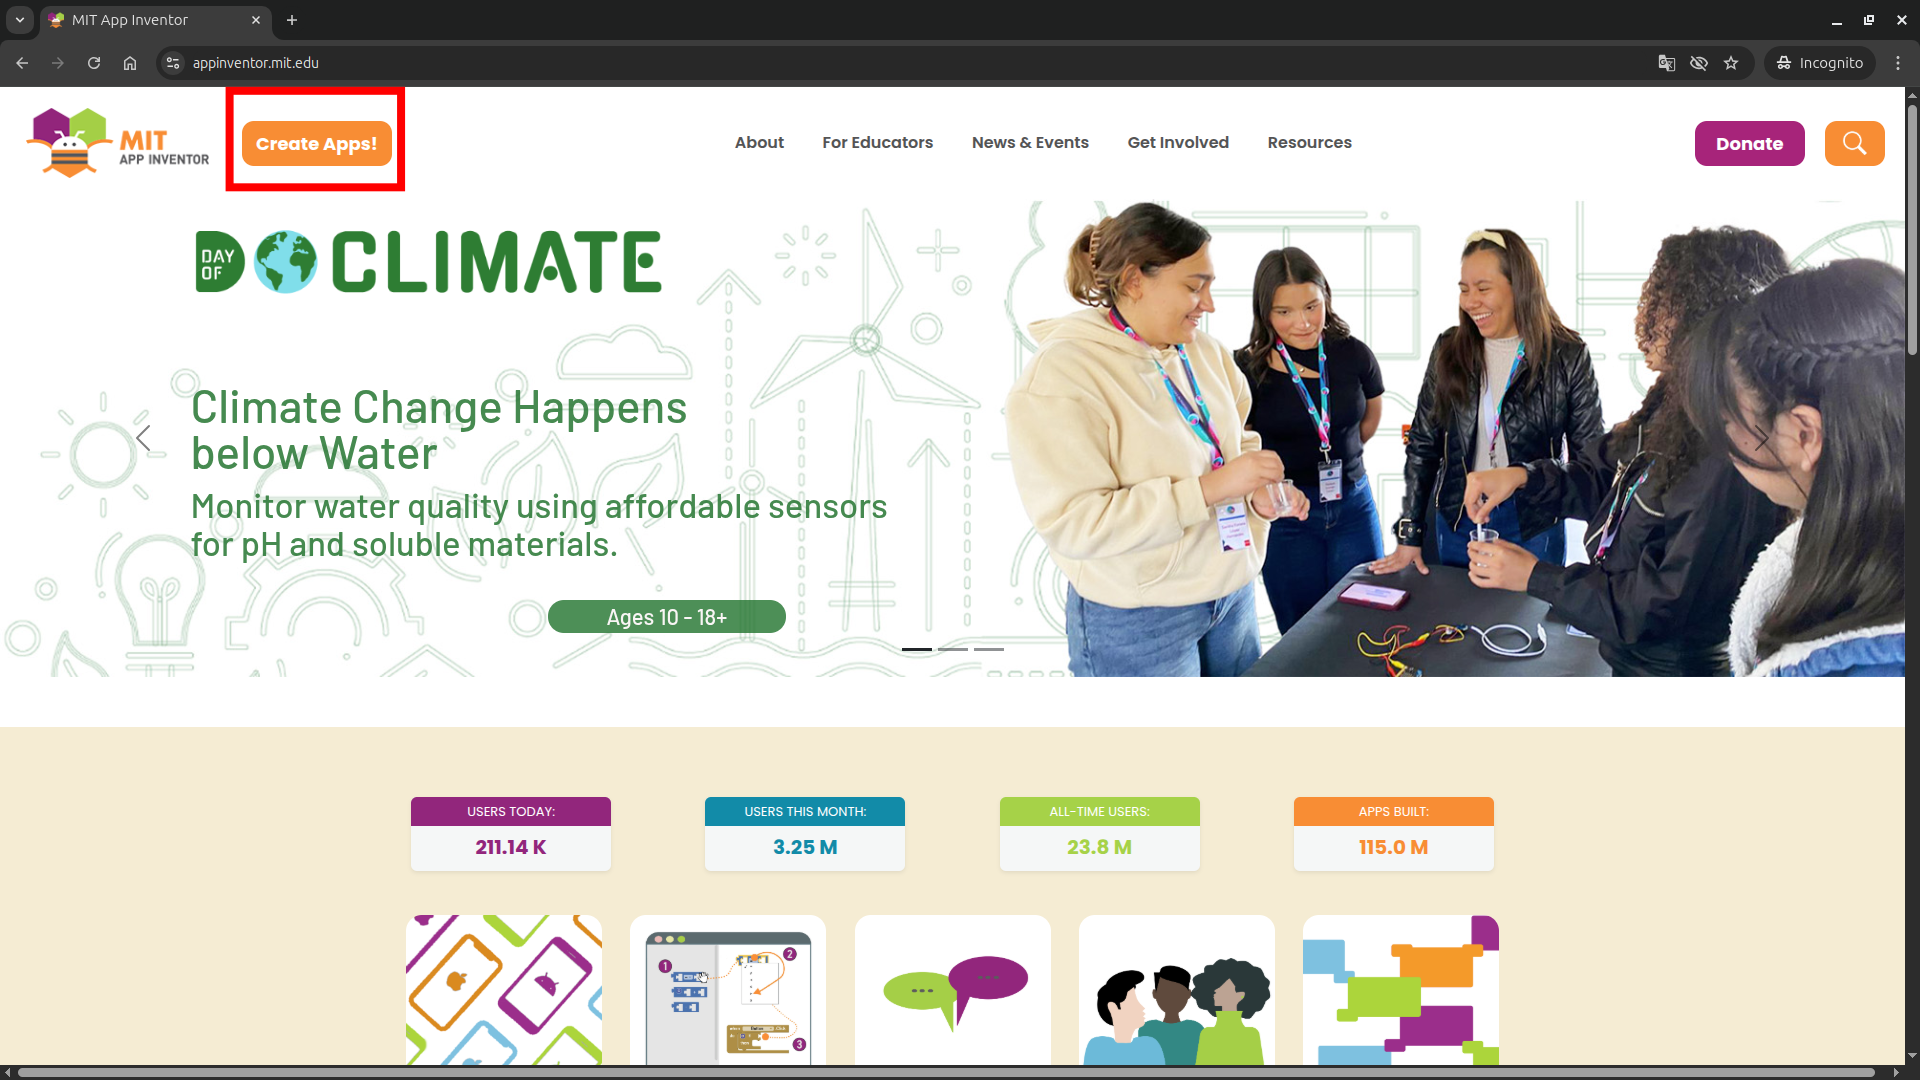 MIT App Inventor
appinventor.mit.edu
Incognito
MIT
APP INVENTOR
Create Apps!
About
For Educators
News & Events
Get Involved
Resources
Donate
DAY OF CLIMATE
Climate Change Happens
below Water
Monitor water quality using affordable sensors
for pH and soluble materials.
Ages 10 - 18+
USERS TODAY:
211.14 K
USERS THIS MONTH:
3.25 M
ALL-TIME USERS:
23.8 M
APPS BUILT:
115.0 M
1
2
3